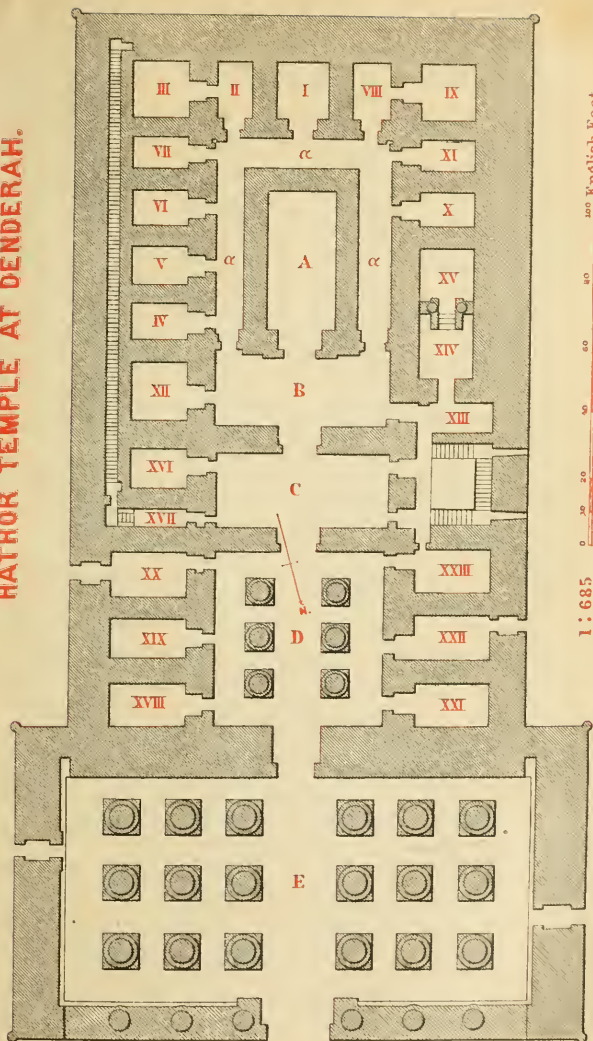 HATHOR TEMPLE AT DENDERAH.
III
II
I
VIII
IX
VII
α
XI
VI
X
V
α
A
α
XV
IV
XIV
XII
B
XIII
XVI
C
XVII
XX
XXIII
N.
XIX
D
XXII
XVIII
XXI
E
1:685
0 10 20 40 60 80 100 English Feet